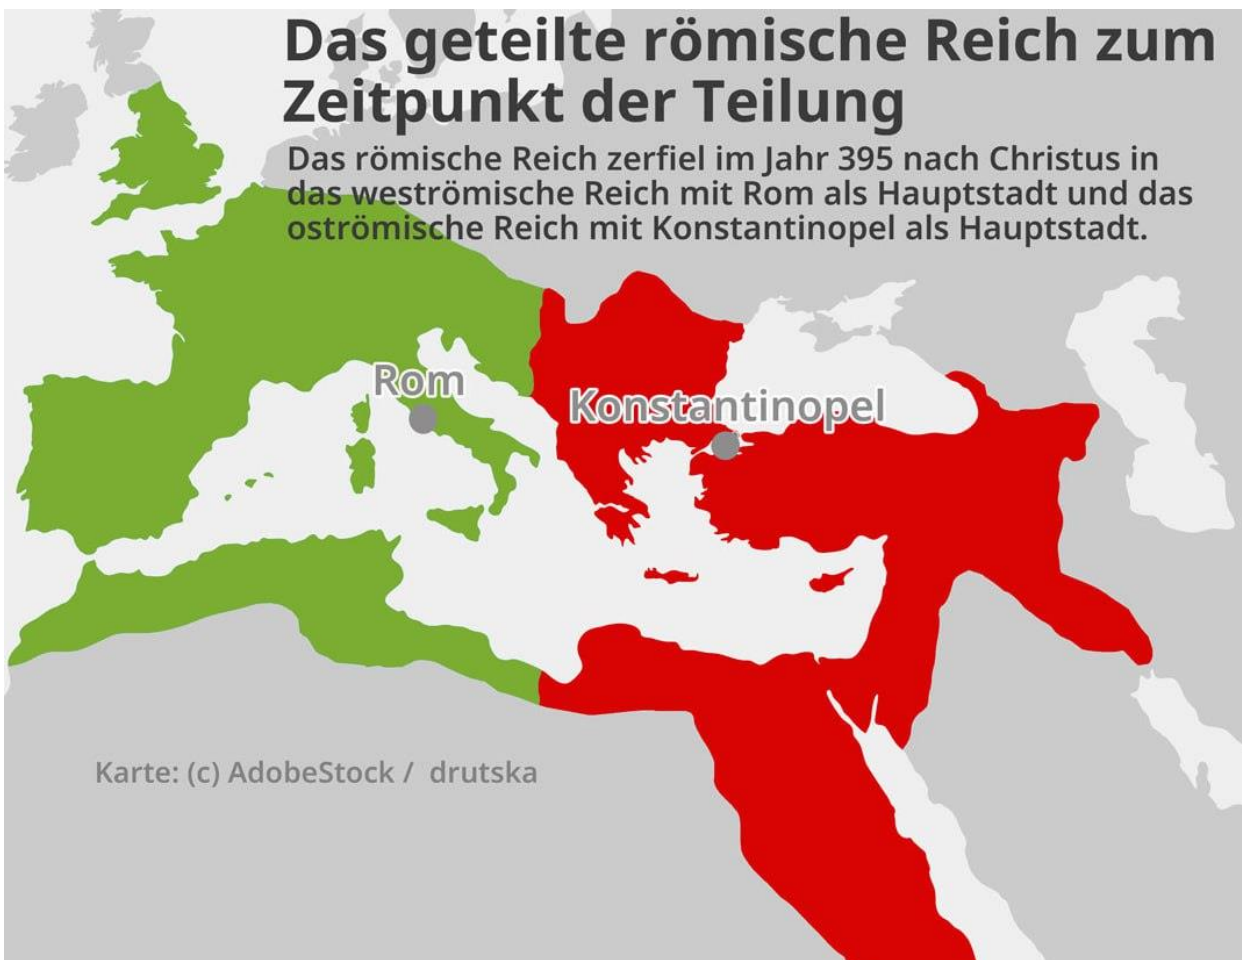 Das geteilte römische Reich zum
Zeitpunkt der Teilung
Das römische Reich zerfiel im Jahr 395 nach Christus in
das weströmische Reich mit Rom als Hauptstadt und das
oströmische Reich mit Konstantinopel als Hauptstadt.
Rom
Konstantinopel
Karte: (c) AdobeStock / drutska